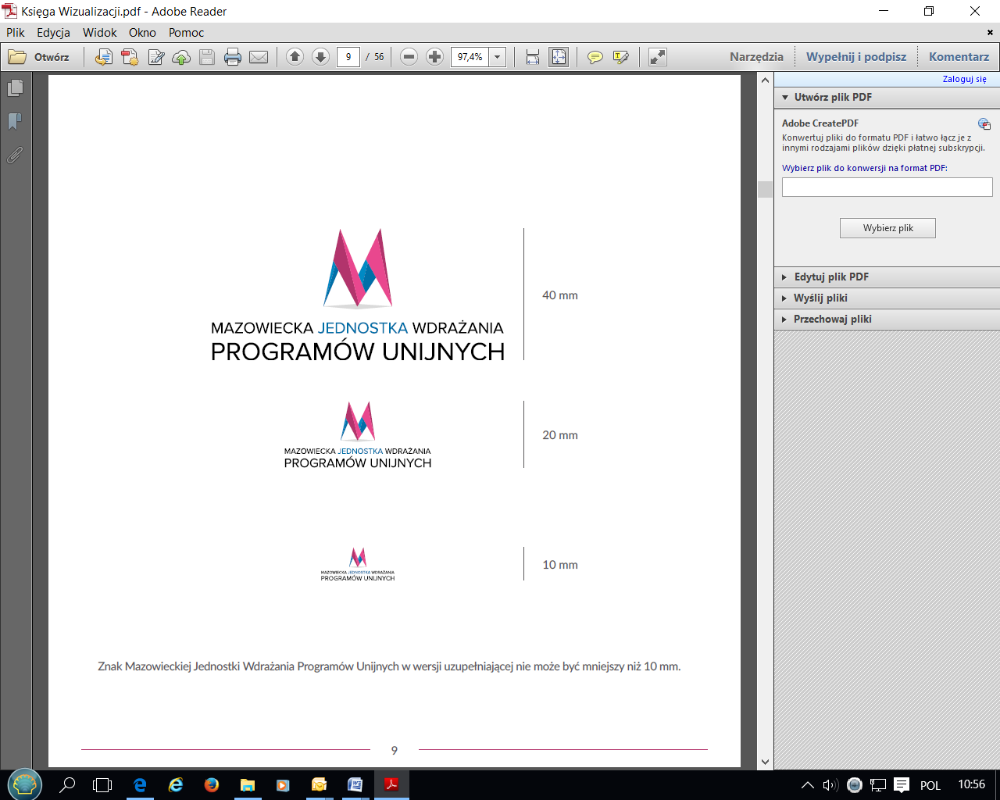 Księga Wizualizacji.pdf - Adobe Reader
Plik Edycja Widok Okno Pomoc
Otwórz 9 / 56 97,4% Narzędzia Wypełnij i podpisz Komentarz
Zaloguj się
Utwórz plik PDF
Adobe CreatePDF
Konwertuj pliki do formatu PDF i łatwo łącz je z
innymi rodzajami plików dzięki płatnej subskrypcji.
Wybierz plik do konwersji na format PDF:
Wybierz plik
Edytuj plik PDF
Wyślij pliki
Przechowaj pliki
40 mm
MAZOWIECKA JEDNOSTKA WDRAŻANIA
PROGRAMÓW UNIJNYCH
20 mm
MAZOWIECKA JEDNOSTKA WDRAŻANIA
PROGRAMÓW UNIJNYCH
10 mm
MAZOWIECKA JEDNOSTKA WDRAŻANIA
PROGRAMÓW UNIJNYCH
Znak Mazowieckiej Jednostki Wdrażania Programów Unijnych w wersji uzupełniającej nie może być mniejszy niż 10 mm.
9
POL 10:56